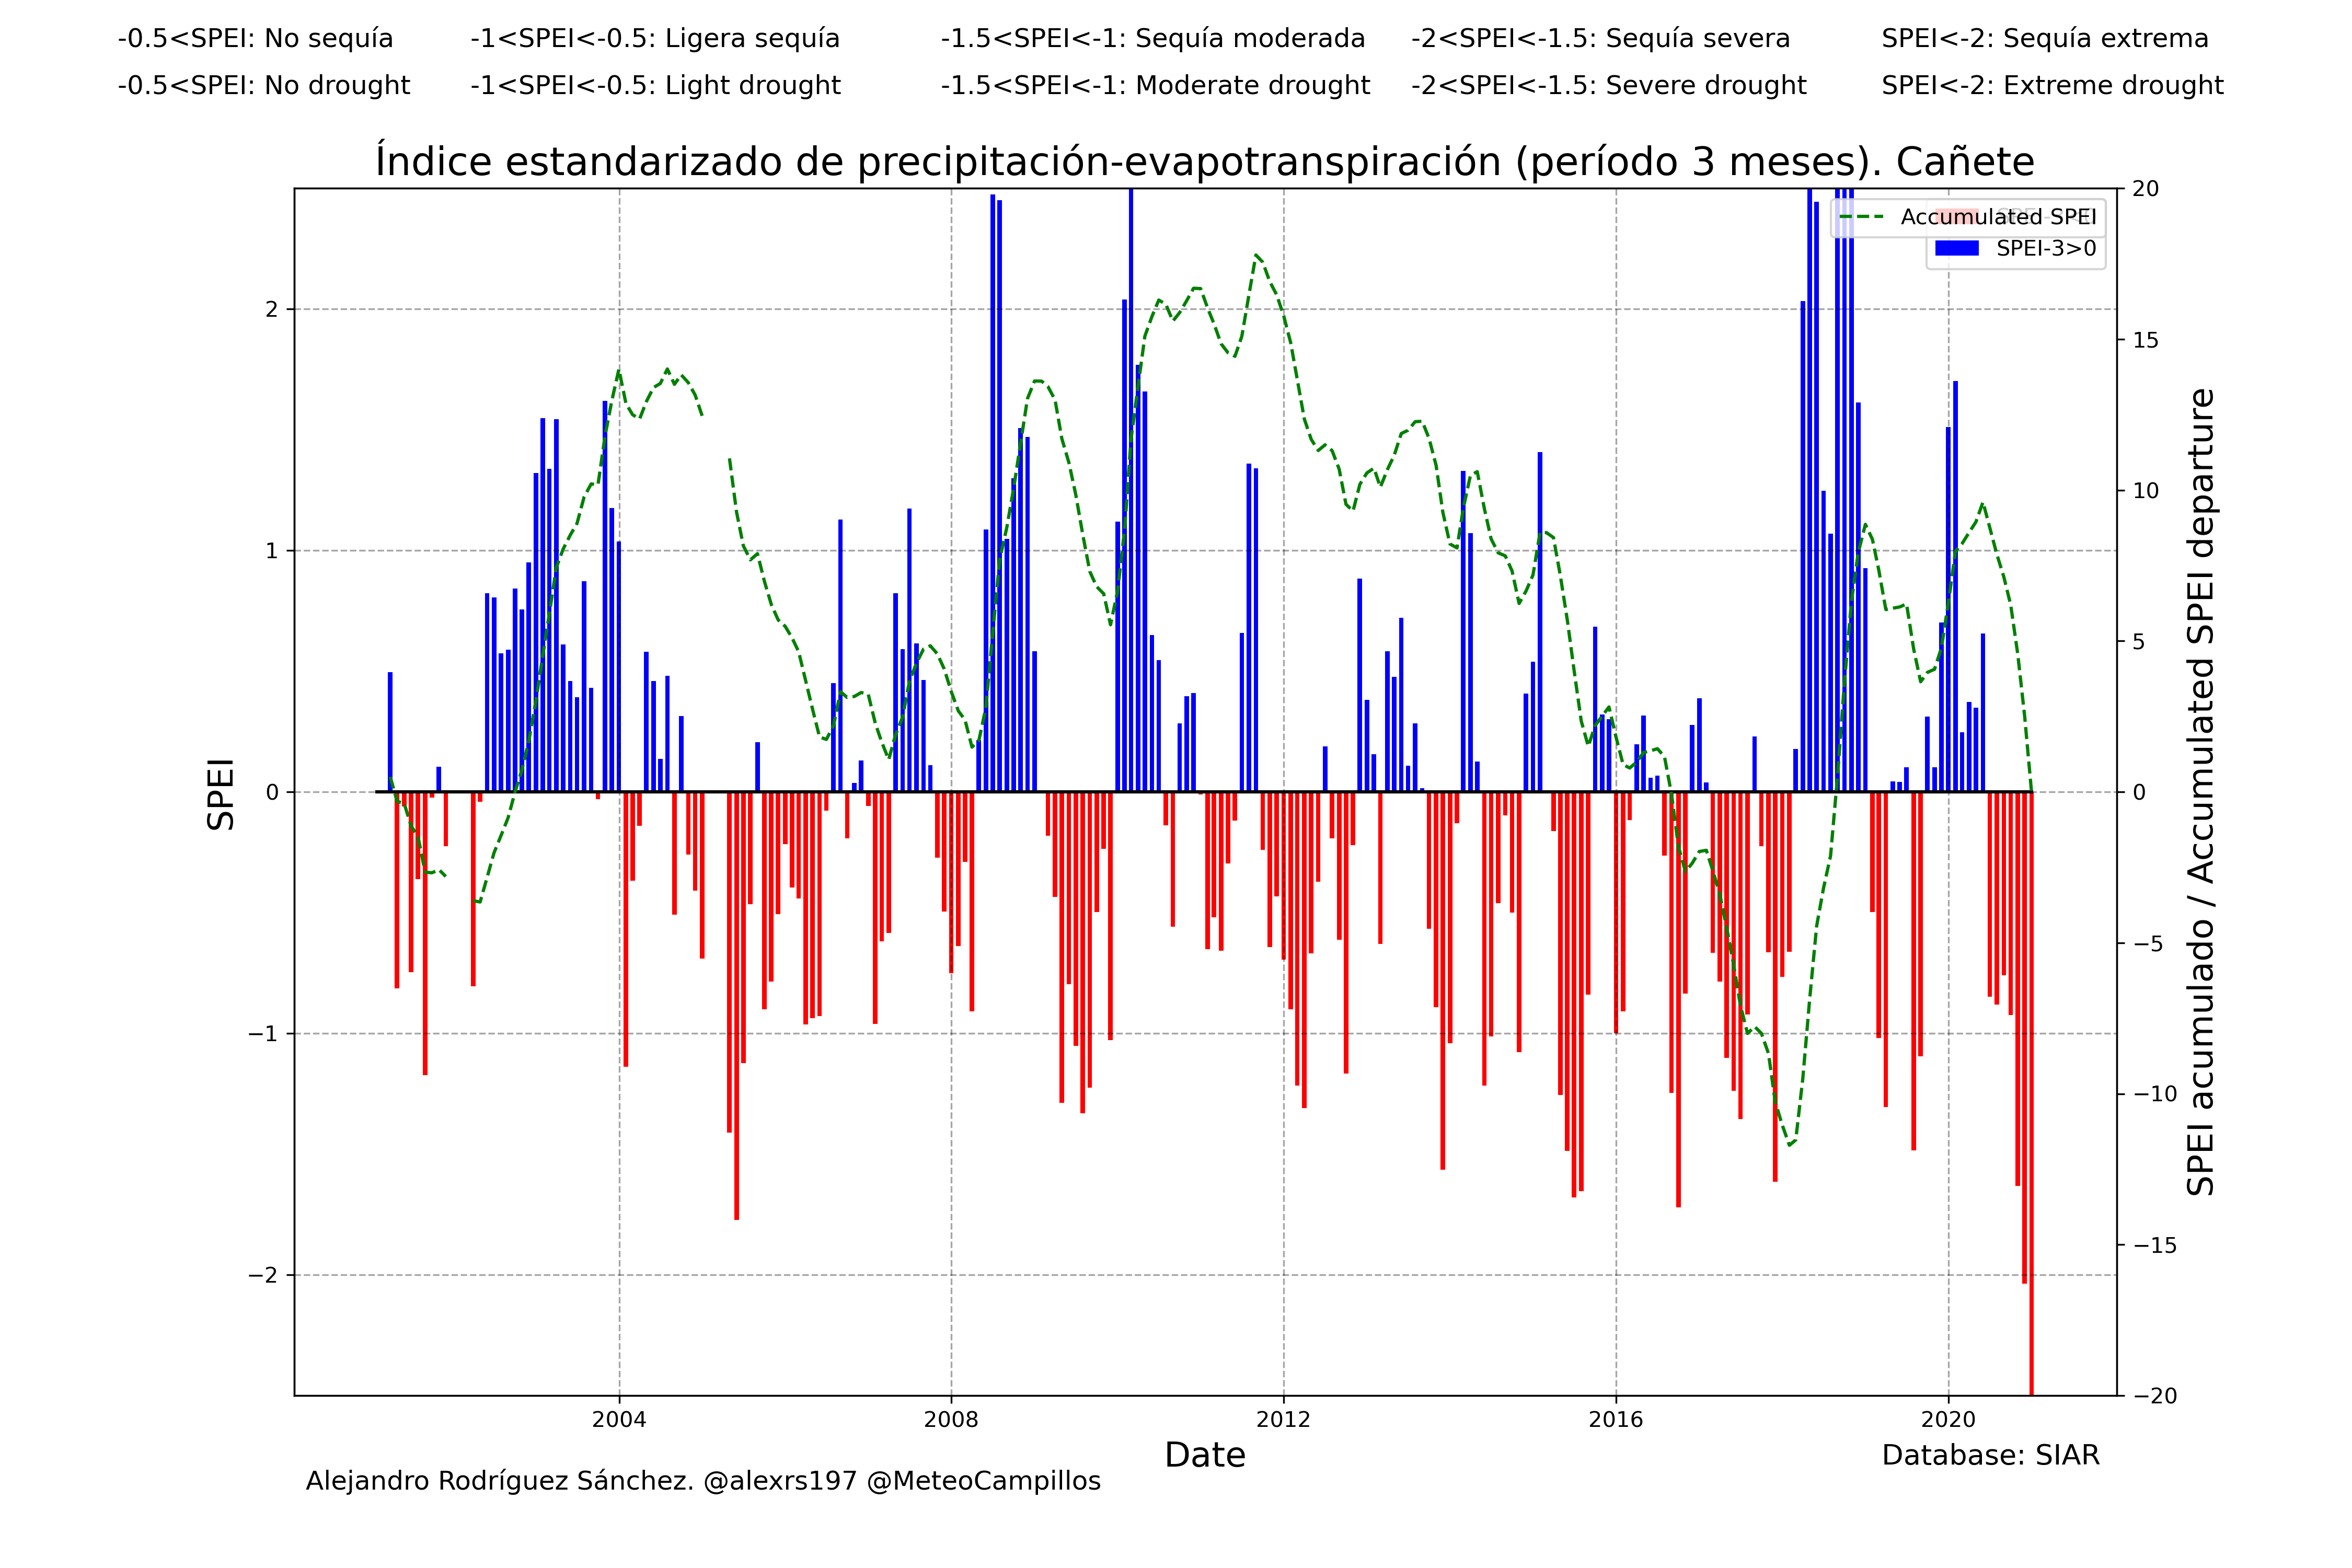 -0.5<SPEI: No sequía -1<SPEI<-0.5: Ligera sequía -1.5<SPEI<-1: Sequía moderada -2<SPEI<-1.5: Sequía severa SPEI<-2: Sequía extrema
-0.5<SPEI: No drought -1<SPEI<-0.5: Light drought -1.5<SPEI<-1: Moderate drought -2<SPEI<-1.5: Severe drought SPEI<-2: Extreme drought
Índice estandarizado de precipitación-evapotranspiración (período 3 meses). Cañete
Accumulated SPEI
SPEI-3>0
SPEI
2
1
0
−1
−2
20
15
10
5
0
−5
−10
−15
−20
SPEI acumulado / Accumulated SPEI departure
2004 2008 2012 2016 2020
Date
Database: SIAR
Alejandro Rodríguez Sánchez. @alexrs197 @MeteoCampillos